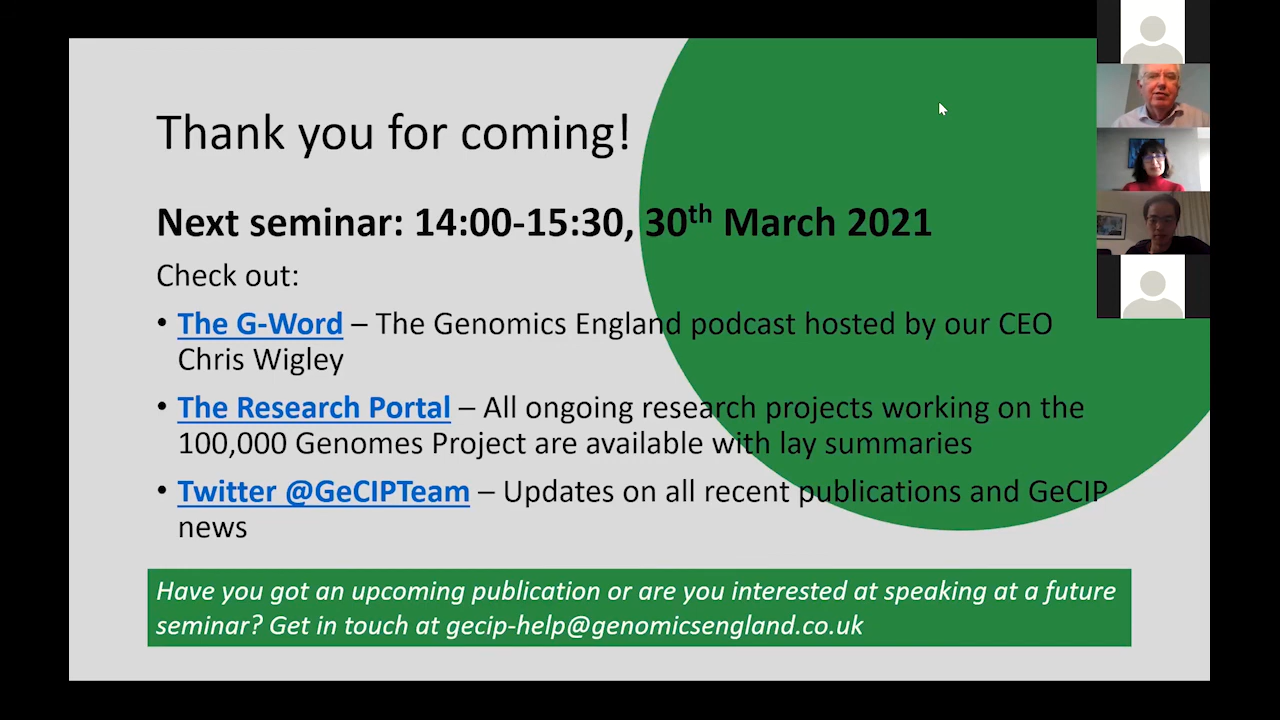 Thank you for coming!
Next seminar: 14:00-15:30, 30th March 2021
Check out:
• The G-Word – The Genomics England podcast hosted by our CEO
Chris Wigley
• The Research Portal – All ongoing research projects working on the
100,000 Genomes Project are available with lay summaries
• Twitter @GeCIPTeam – Updates on all recent publications and GeCIP
news
Have you got an upcoming publication or are you interested at speaking at a future
seminar? Get in touch at gecip-help@genomicsengland.co.uk